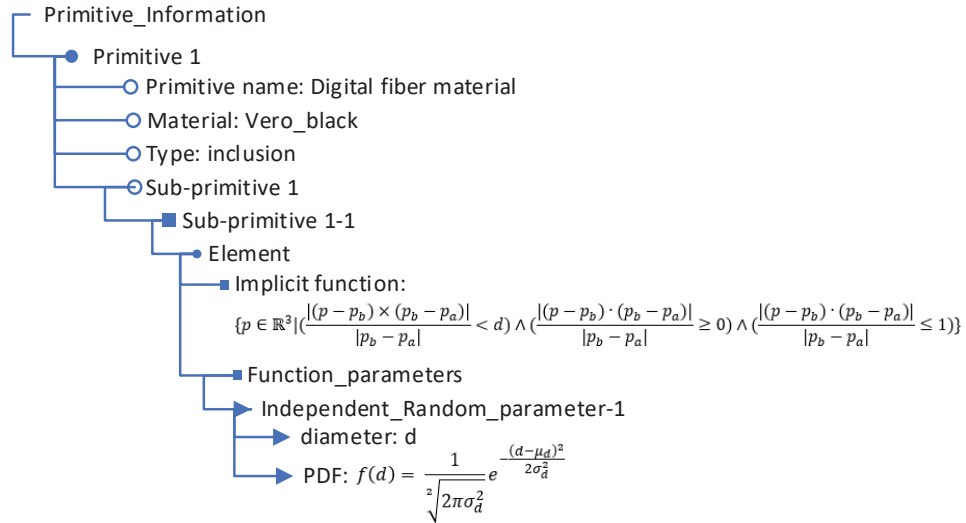 Primitive_Information
Primitive 1
Primitive name: Digital fiber material
Material: Vero_black
Type: inclusion
Sub-primitive 1
Sub-primitive 1-1
Element
Implicit function:
{p ∈ ℝ³|(|(p − p_b) × (p_b − p_a)| / |p_b − p_a| < d) ∧ (|(p − p_b) · (p_b − p_a)| / |p_b − p_a| ≥ 0) ∧ (|(p − p_b) · (p_b − p_a)| / |p_b − p_a| ≤ 1)}
Function_parameters
Independent_Random_parameter-1
diameter: d
PDF: f(d) = 1 / ²√(2πσ_d²) e^(−(d−μ_d)² / 2σ_d²)